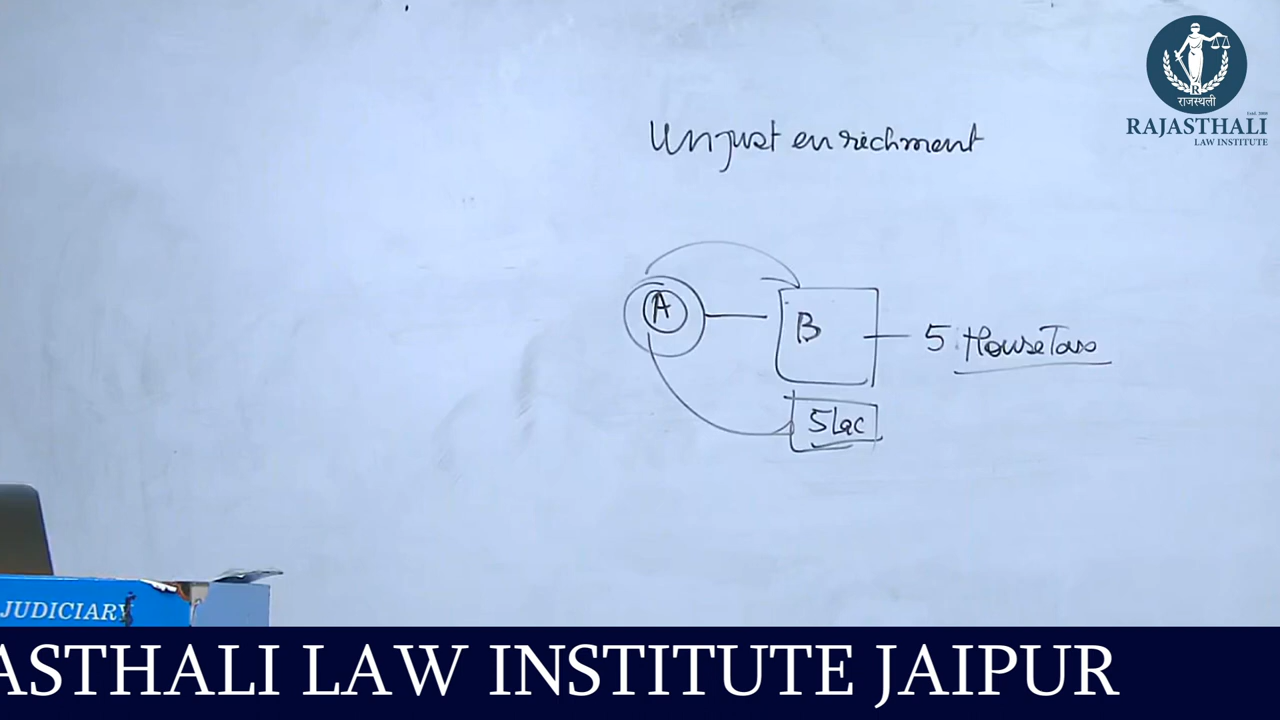 राजस्थली
RAJASTHALI
LAW INSTITUTE
Unjust enrichment
A
B
5 House Tax
5 Lac
JUDICIARY
ASTHALI LAW INSTITUTE JAIPUR